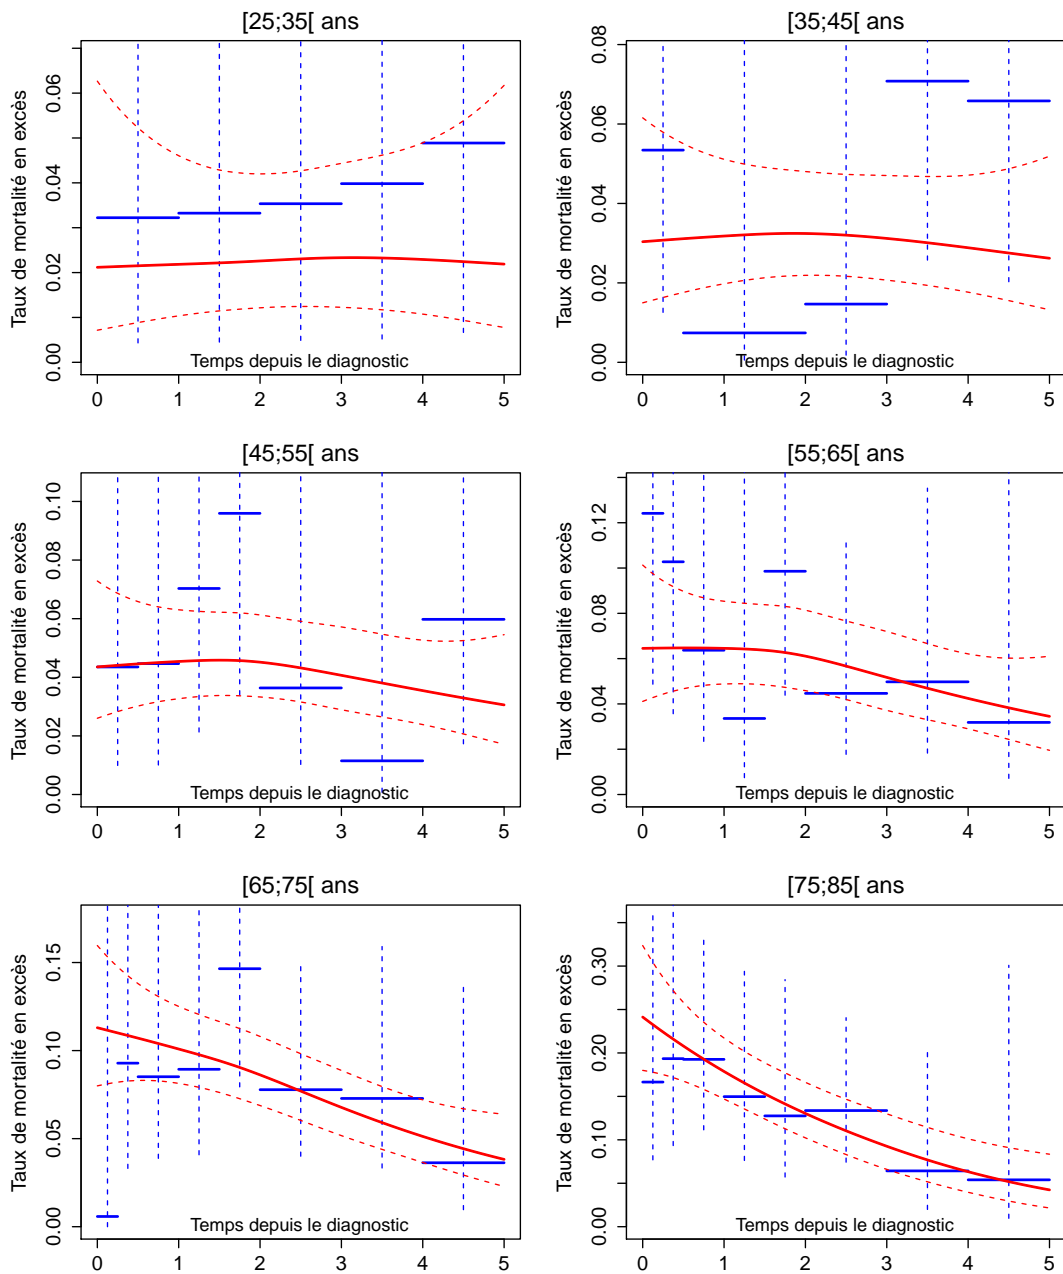 [25;35[ ans
Taux de mortalité en excès
0.00 0.02 0.04 0.06
Temps depuis le diagnostic
0 1 2 3 4 5
[35;45[ ans
Taux de mortalité en excès
0.00 0.02 0.04 0.06 0.08
Temps depuis le diagnostic
0 1 2 3 4 5
[45;55[ ans
Taux de mortalité en excès
0.00 0.02 0.04 0.06 0.08 0.10
Temps depuis le diagnostic
0 1 2 3 4 5
[55;65[ ans
Taux de mortalité en excès
0.00 0.04 0.08 0.12
Temps depuis le diagnostic
0 1 2 3 4 5
[65;75[ ans
Taux de mortalité en excès
0.00 0.05 0.10 0.15
Temps depuis le diagnostic
0 1 2 3 4 5
[75;85[ ans
Taux de mortalité en excès
0.00 0.10 0.20 0.30
Temps depuis le diagnostic
0 1 2 3 4 5